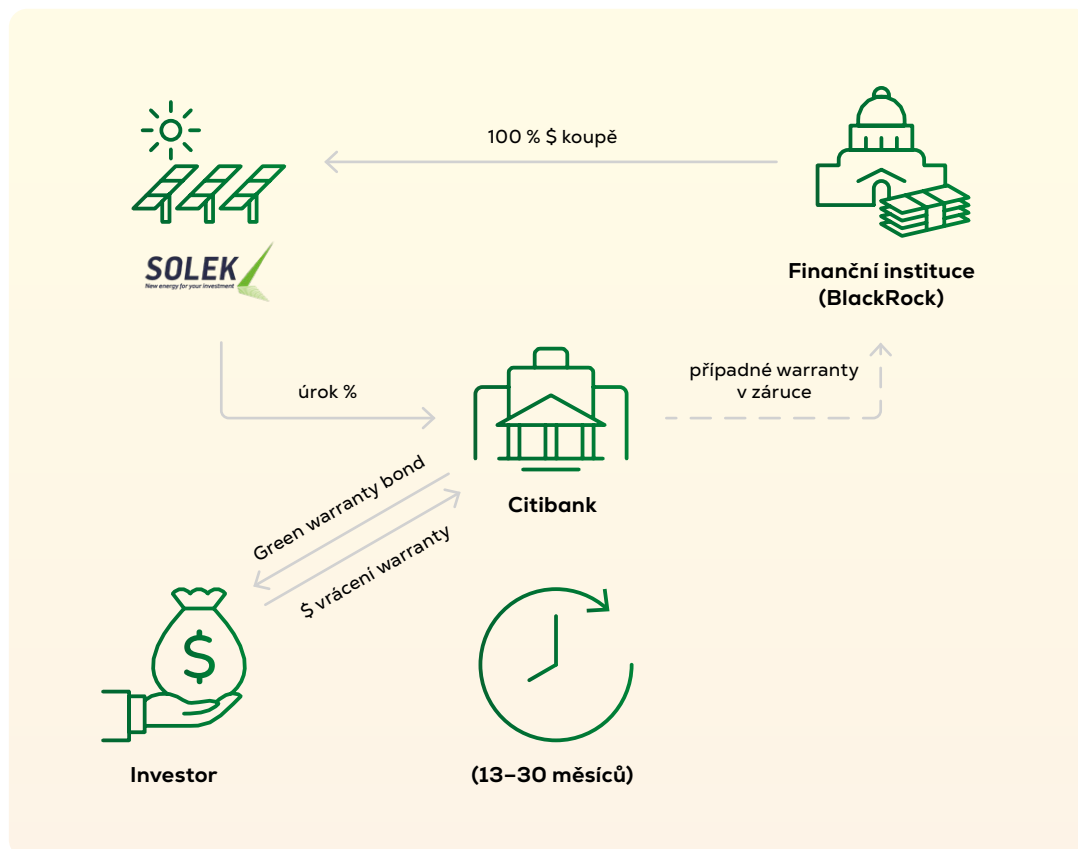 100 % $ koupě
SOLEK
New energy for your investment
Finanční instituce
(BlackRock)
úrok %
případné warranty
v záruce
Citibank
Green warranty bond
$ vrácení warranty
$
Investor
(13–30 měsíců)